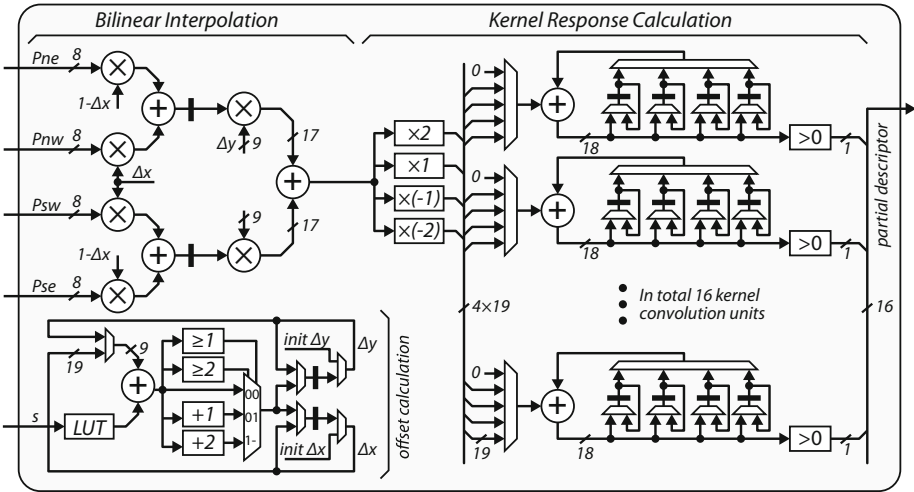 Bilinear Interpolation
Kernel Response Calculation
Pne 8
×
1-Δx
+
×
Δy 9
17
Pnw 8
×
Δx
+
Psw 8
×
9
17
1-Δx
+
×
Pse 8
×
×2
×1
×(-1)
×(-2)
0
+
18
>0
1
0
+
18
>0
1
4×19
In total 16 kernel
convolution units
16
partial descriptor
0
+
19
18
>0
1
19
9
+
s
LUT
≥1
≥2
+1
+2
00
01
1-
init Δy
Δy
init Δx
Δx
offset calculation